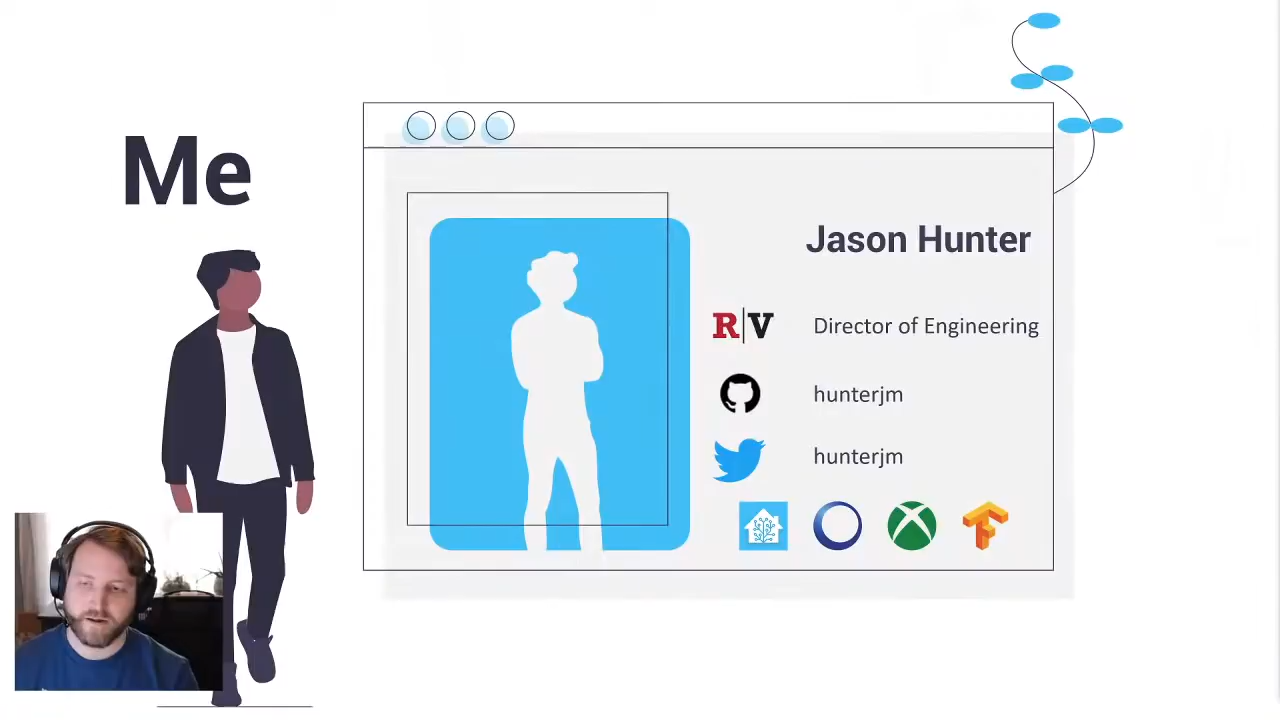 Me
Jason Hunter
R|V
Director of Engineering
hunterjm
hunterjm